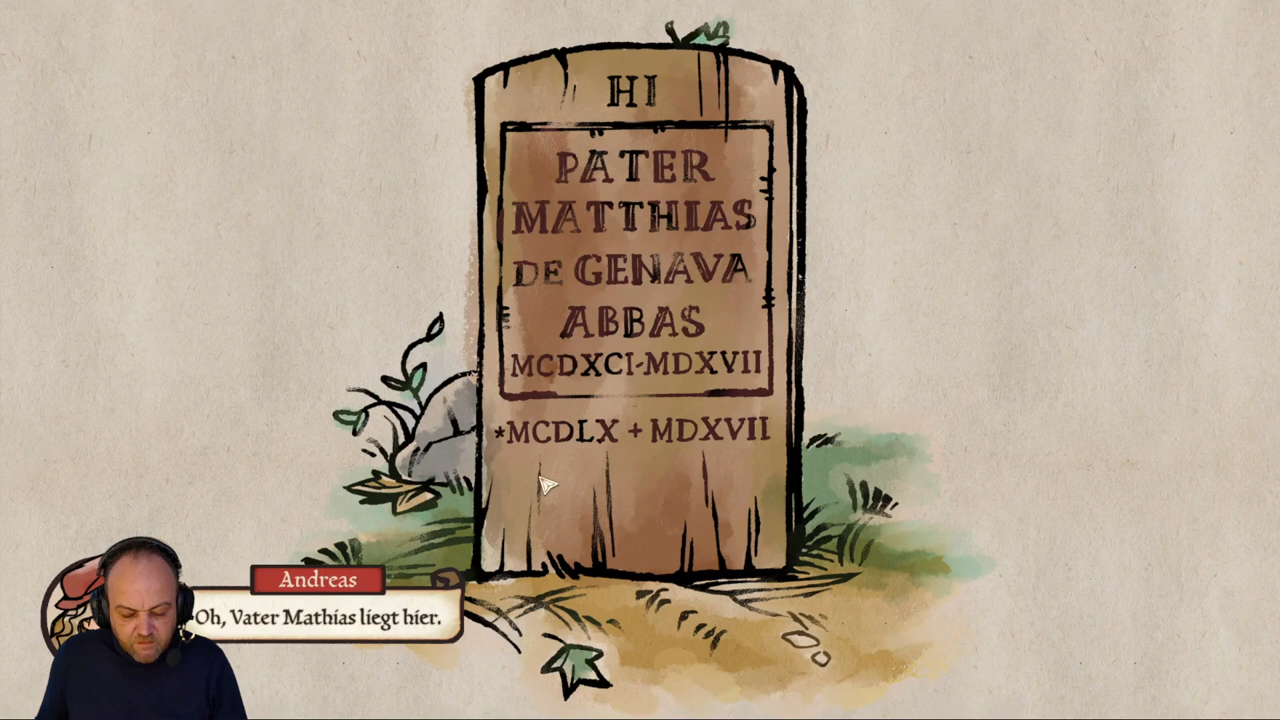 HI
PATER
MATTHIAS
DE GENAVA
ABBAS
MCDXCI-MDXVII
*MCDLX + MDXVII
Andreas
Oh, Vater Mathias liegt hier.